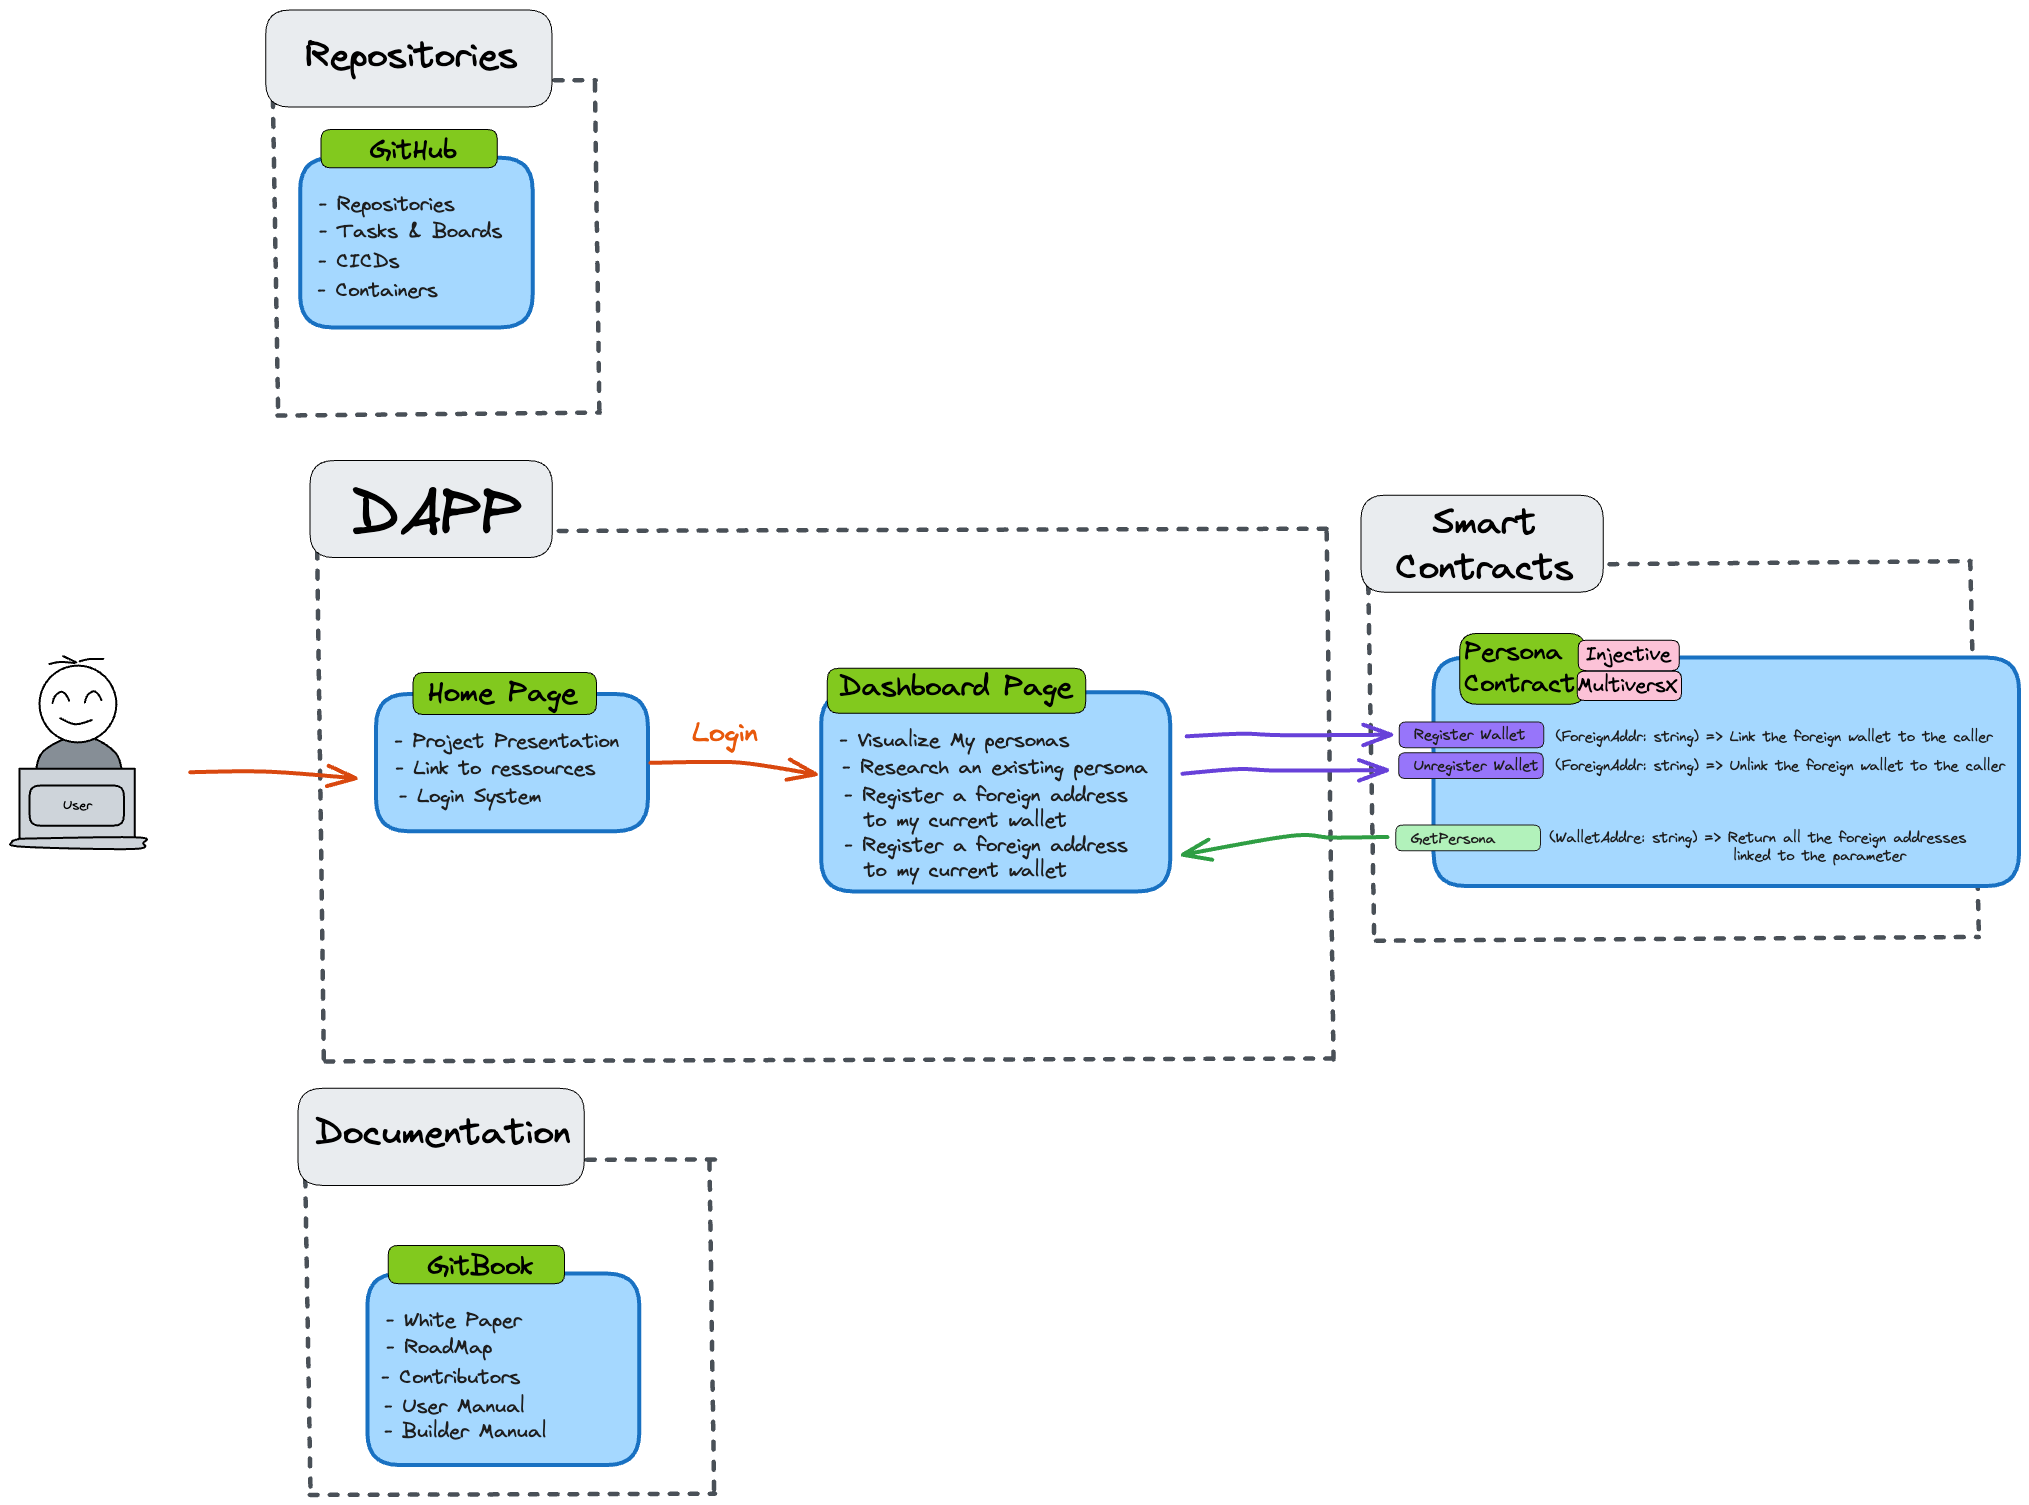 Repositories
GitHub
- Repositories
- Tasks & Boards
- CICDs
- Containers
DAPP
Smart
Contracts
User
Home Page
- Project Presentation
- Link to ressources
- Login System
Login
Dashboard Page
- Visualize My personas
- Research an existing persona
- Register a foreign address
to my current wallet
- Register a foreign address
to my current wallet
Persona
Contract
Injective
MultiversX
Register Wallet (ForeignAddr: string) => Link the foreign wallet to the caller
Unregister Wallet (ForeignAddr: string) => Unlink the foreign wallet to the caller
GetPersona (WalletAddre: string) => Return all the foreign addresses
linked to the parameter
Documentation
GitBook
- White Paper
- RoadMap
- Contributors
- User Manual
- Builder Manual